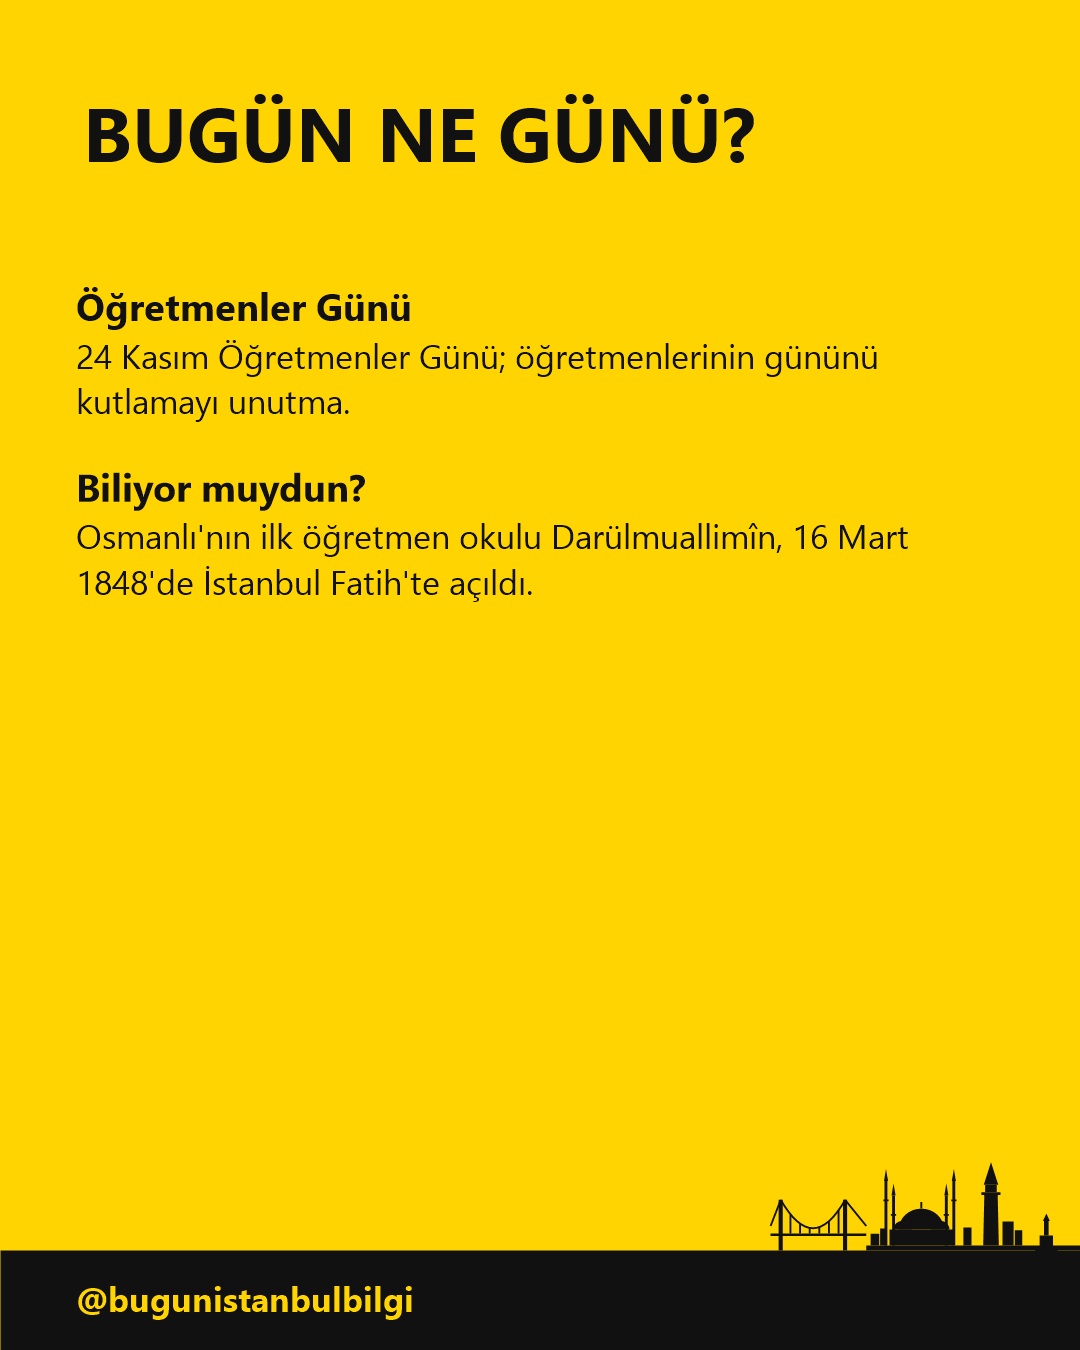 BUGÜN NE GÜNÜ?
Öğretmenler Günü
24 Kasım Öğretmenler Günü; öğretmenlerinin gününü
kutlamayı unutma.
Biliyor muydun?
Osmanlı'nın ilk öğretmen okulu Darülmuallimîn, 16 Mart
1848'de İstanbul Fatih'te açıldı.
@bugunistanbulbilgi